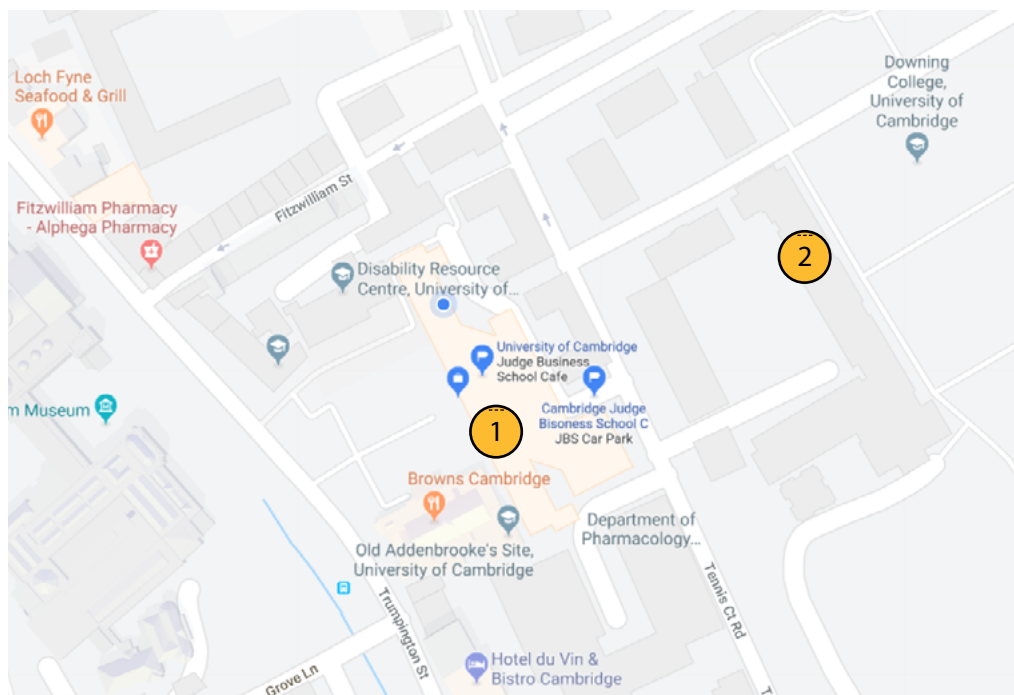 Loch Fyne
Seafood & Grill
Downing
College,
University of
Cambridge
Fitzwilliam St
Fitzwilliam Pharmacy
- Alphega Pharmacy
2
Disability Resource
Centre, University of...
University of Cambridge
Judge Business
School Cafe
m Museum
Cambridge Judge
Bisoness School C
JBS Car Park
1
Browns Cambridge
Department of
Pharmacology...
Old Addenbrooke's Site,
University of Cambridge
Trumpington St
Tennis Ct Rd
Grove Ln
Hotel du Vin &
Bistro Cambridge
T